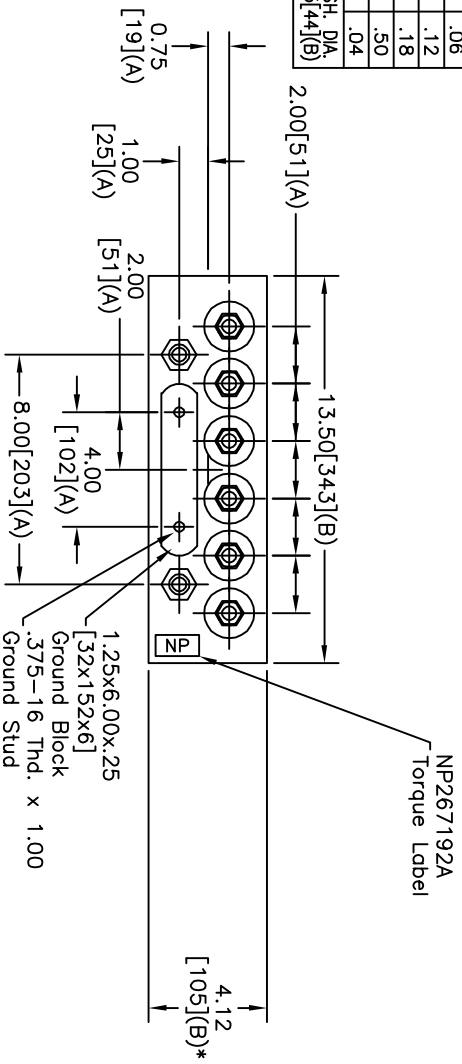 .06
.12
.18
.50
.04
0.75
[19](A)
1.00
[25](A)
2.00[51](A)
2.00
[51](A)
13.50[343](B)
4.00
[102](A)
8.00[203](A)
NP
NP267192A
Torque Label
1.25x6.00x.25
[32x152x6]
Ground Block
.375-16 Thd. x 1.00
Ground Stud
4.12
[105](B)*
DIA.
[44](B)